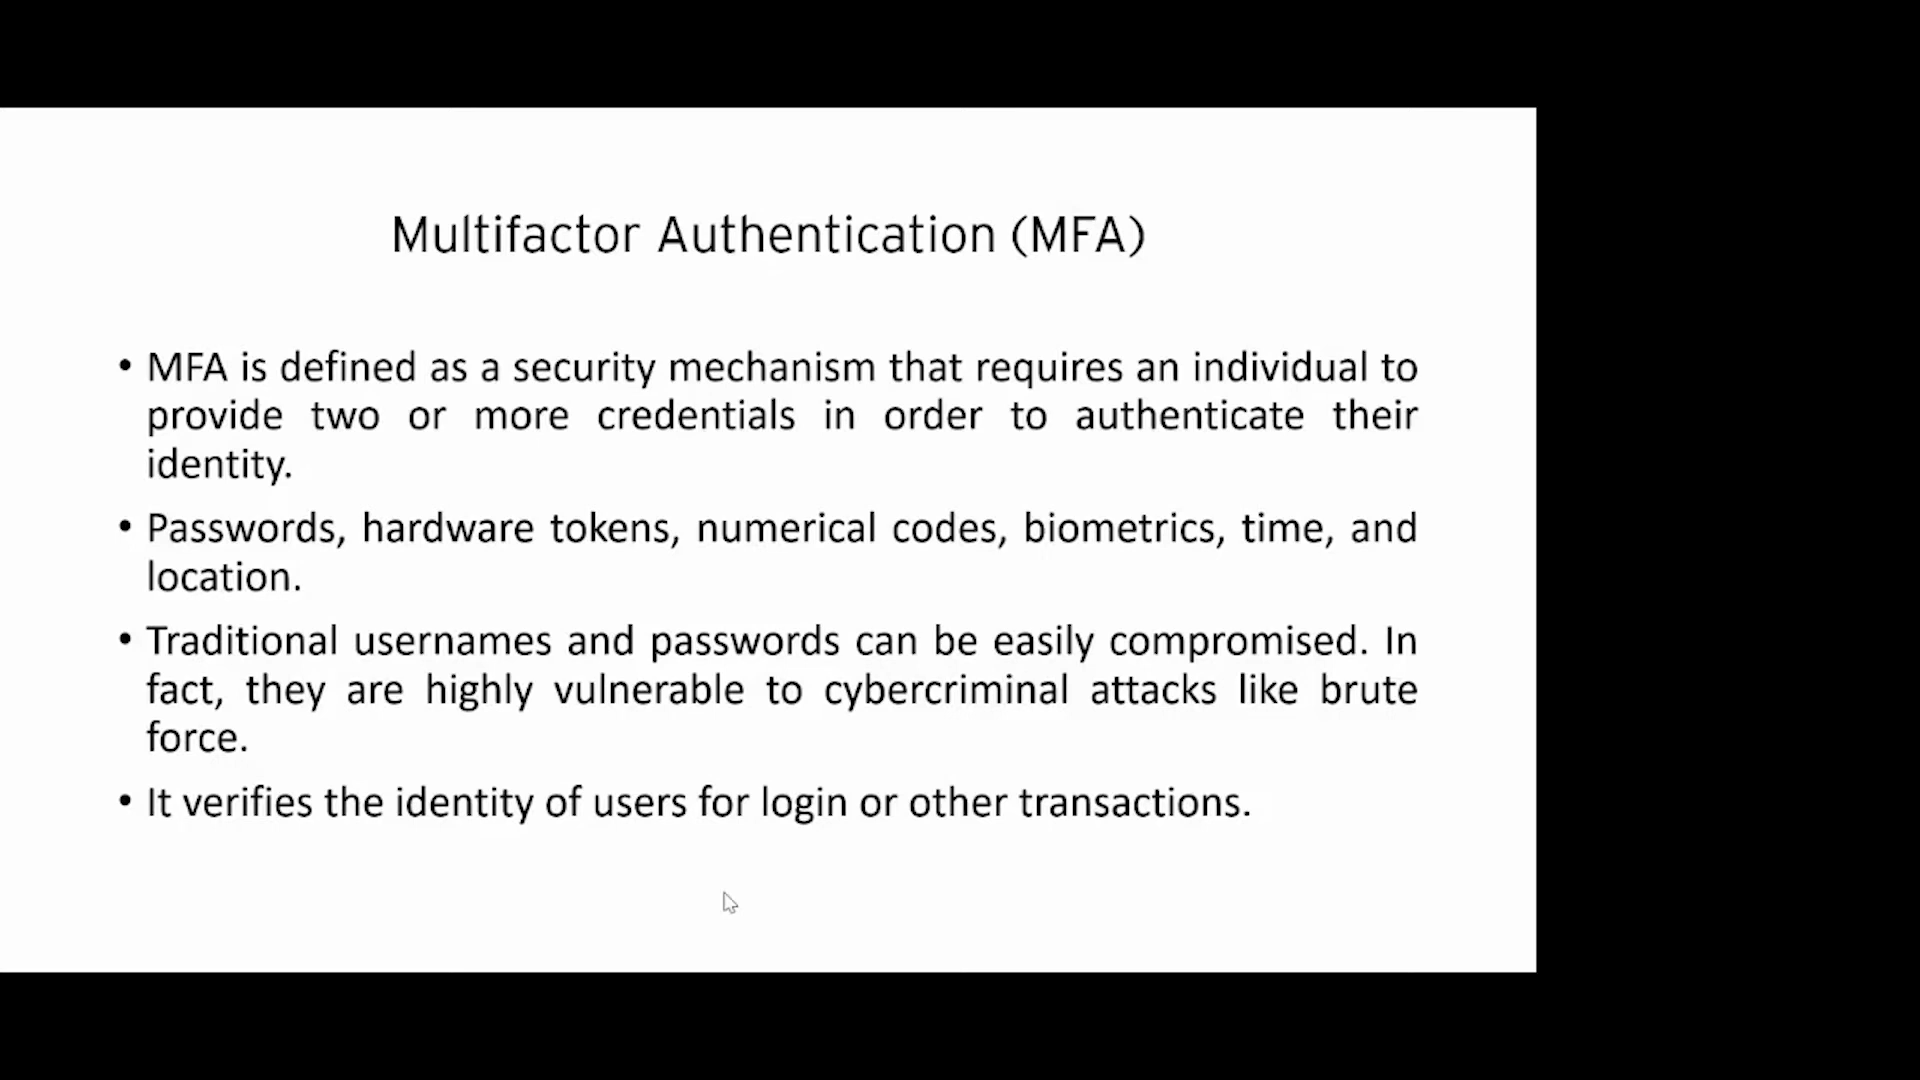 Multifactor Authentication (MFA)
• MFA is defined as a security mechanism that requires an individual to
provide two or more credentials in order to authenticate their
identity.
• Passwords, hardware tokens, numerical codes, biometrics, time, and
location.
• Traditional usernames and passwords can be easily compromised. In
fact, they are highly vulnerable to cybercriminal attacks like brute
force.
• It verifies the identity of users for login or other transactions.